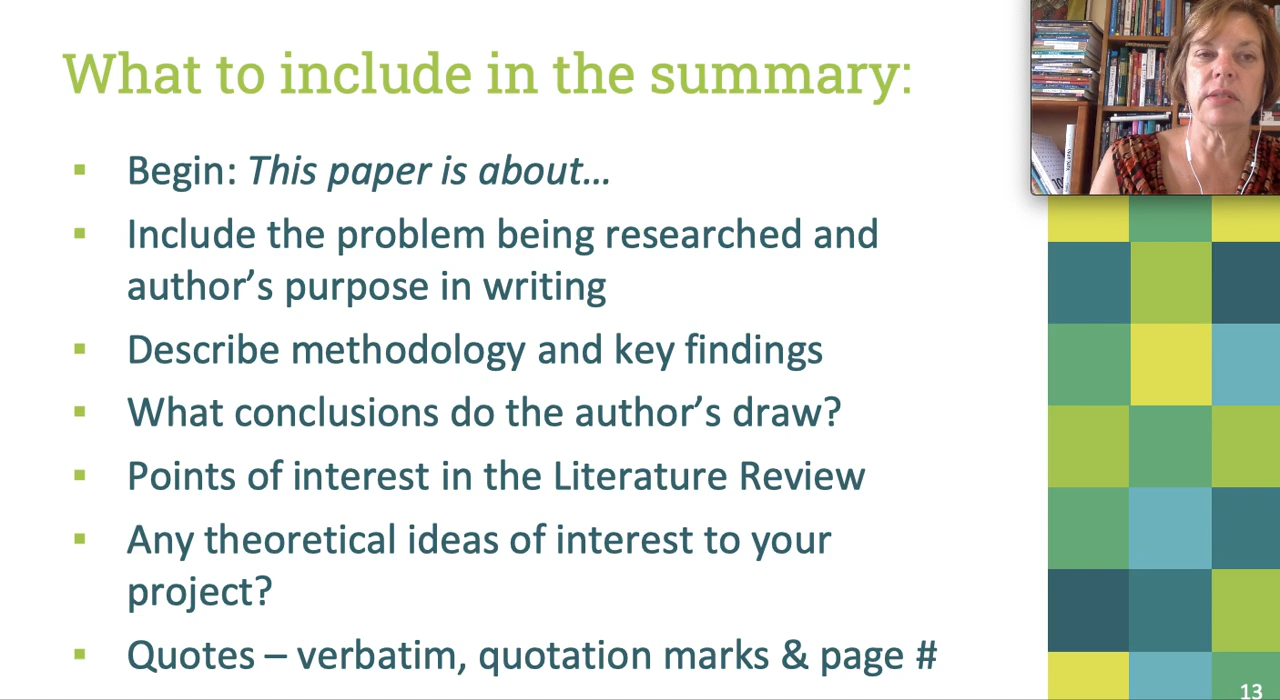 What to include in the summary:
▪ Begin: This paper is about...
▪ Include the problem being researched and
author's purpose in writing
▪ Describe methodology and key findings
▪ What conclusions do the author's draw?
▪ Points of interest in the Literature Review
▪ Any theoretical ideas of interest to your
project?
▪ Quotes – verbatim, quotation marks & page #
13